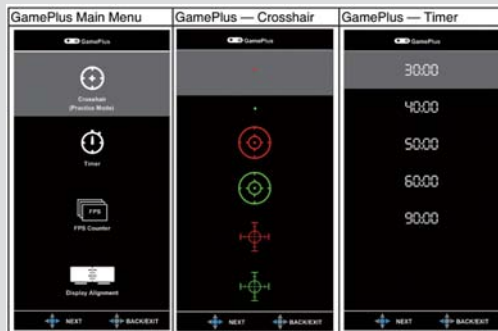 GamePlus Main Menu
GamePlus — Crosshair
GamePlus — Timer
GamePlus
Crosshair
(Practice Mode)
Timer
FPS
FPS Counter
Display Alignment
NEXT BACK/EXIT
GamePlus
NEXT BACK/EXIT
GamePlus
30:00
40:00
50:00
60:00
90:00
NEXT BACK/EXIT